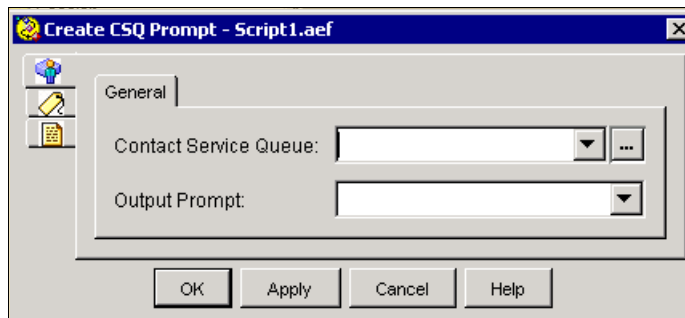 Create CSQ Prompt - Script1.aef
General
Contact Service Queue:
...
Output Prompt:
OK
Apply
Cancel
Help